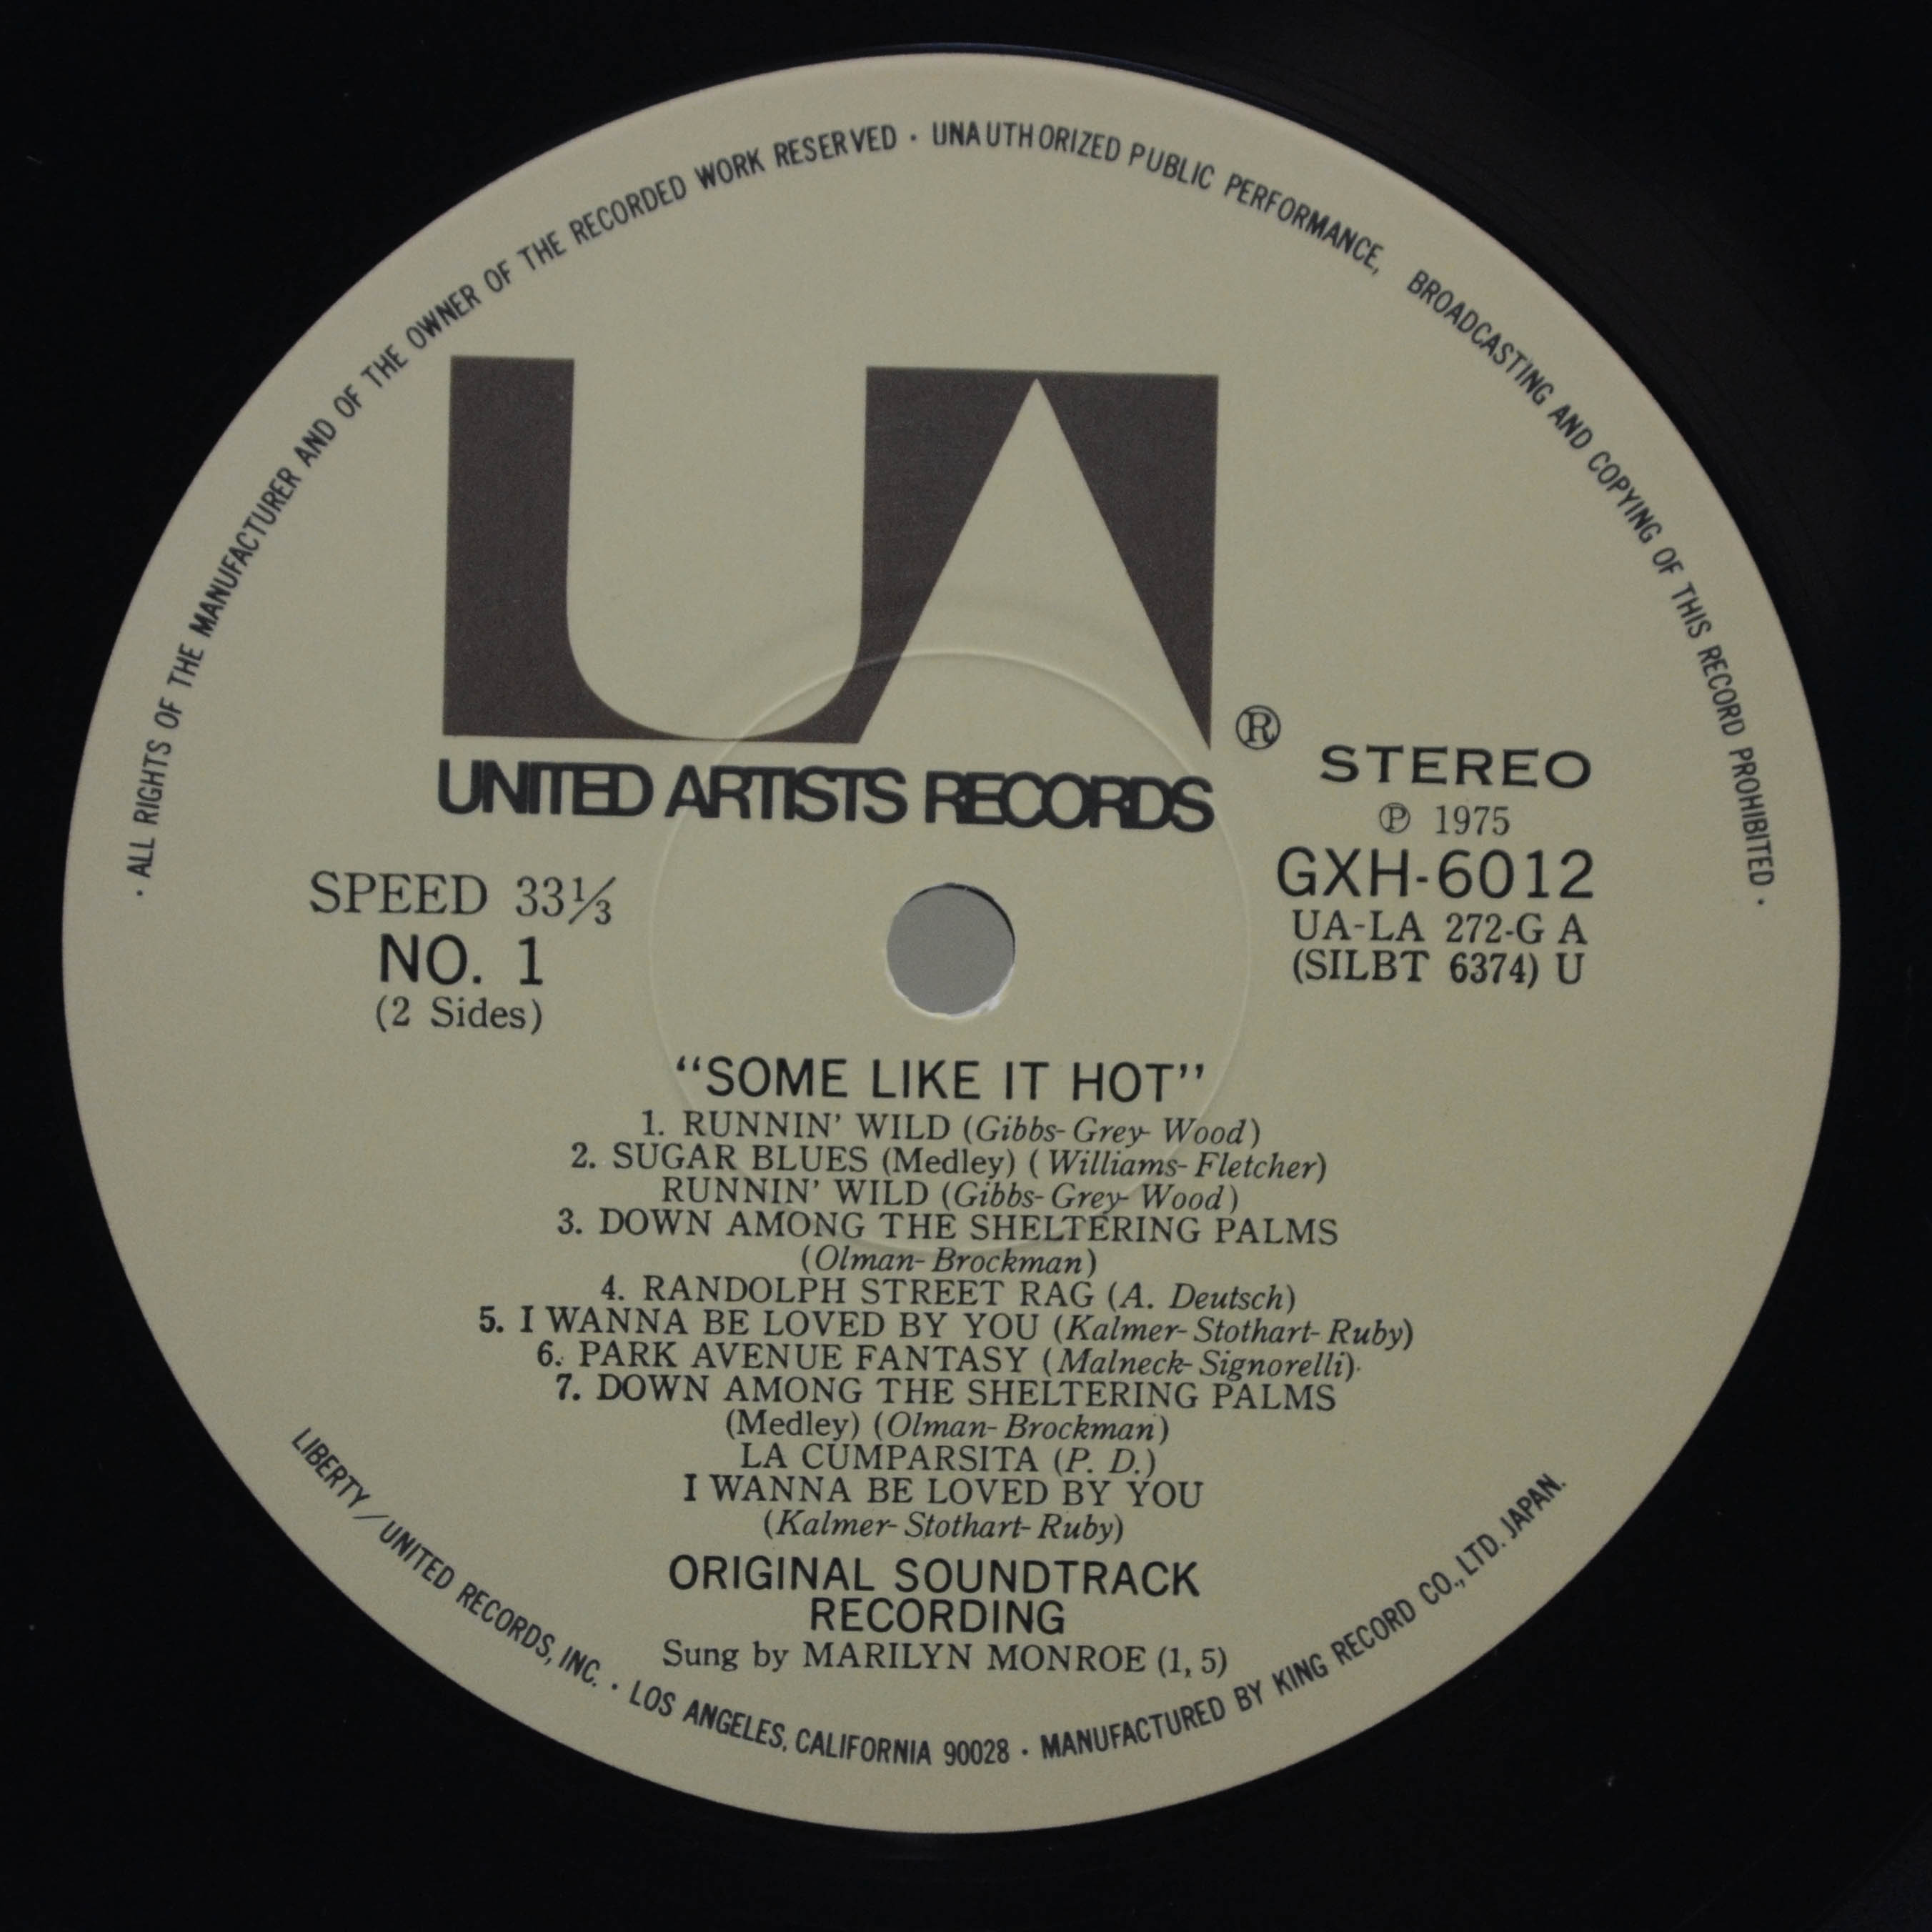 · ALL RIGHTS OF THE MANUFACTURER AND OF THE OWNER OF THE RECORDED WORK RESERVED · UNAUTHORIZED PUBLIC PERFORMANCE, BROADCASTING AND COPYING OF THIS RECORD PROHIBITED ·
UA
®
UNITED ARTISTS RECORDS
STEREO
℗ 1975
GXH-6012
UA-LA 272-G A
(SILBT 6374) U
SPEED 33⅓
NO. 1
(2 Sides)
“SOME LIKE IT HOT”
1. RUNNIN’ WILD (Gibbs-Grey-Wood)
2. SUGAR BLUES (Medley) (Williams-Fletcher)
RUNNIN’ WILD (Gibbs-Grey-Wood)
3. DOWN AMONG THE SHELTERING PALMS
(Olman-Brockman)
4. RANDOLPH STREET RAG (A. Deutsch)
5. I WANNA BE LOVED BY YOU (Kalmer-Stothart-Ruby)
6. PARK AVENUE FANTASY (Malneck-Signorelli)
7. DOWN AMONG THE SHELTERING PALMS
(Medley) (Olman-Brockman)
LA CUMPARSITA (P. D.)
I WANNA BE LOVED BY YOU
(Kalmer-Stothart-Ruby)
ORIGINAL SOUNDTRACK
RECORDING
Sung by MARILYN MONROE (1, 5)
LIBERTY/UNITED RECORDS, INC. · LOS ANGELES, CALIFORNIA 90028 · MANUFACTURED BY KING RECORD CO., LTD. JAPAN.